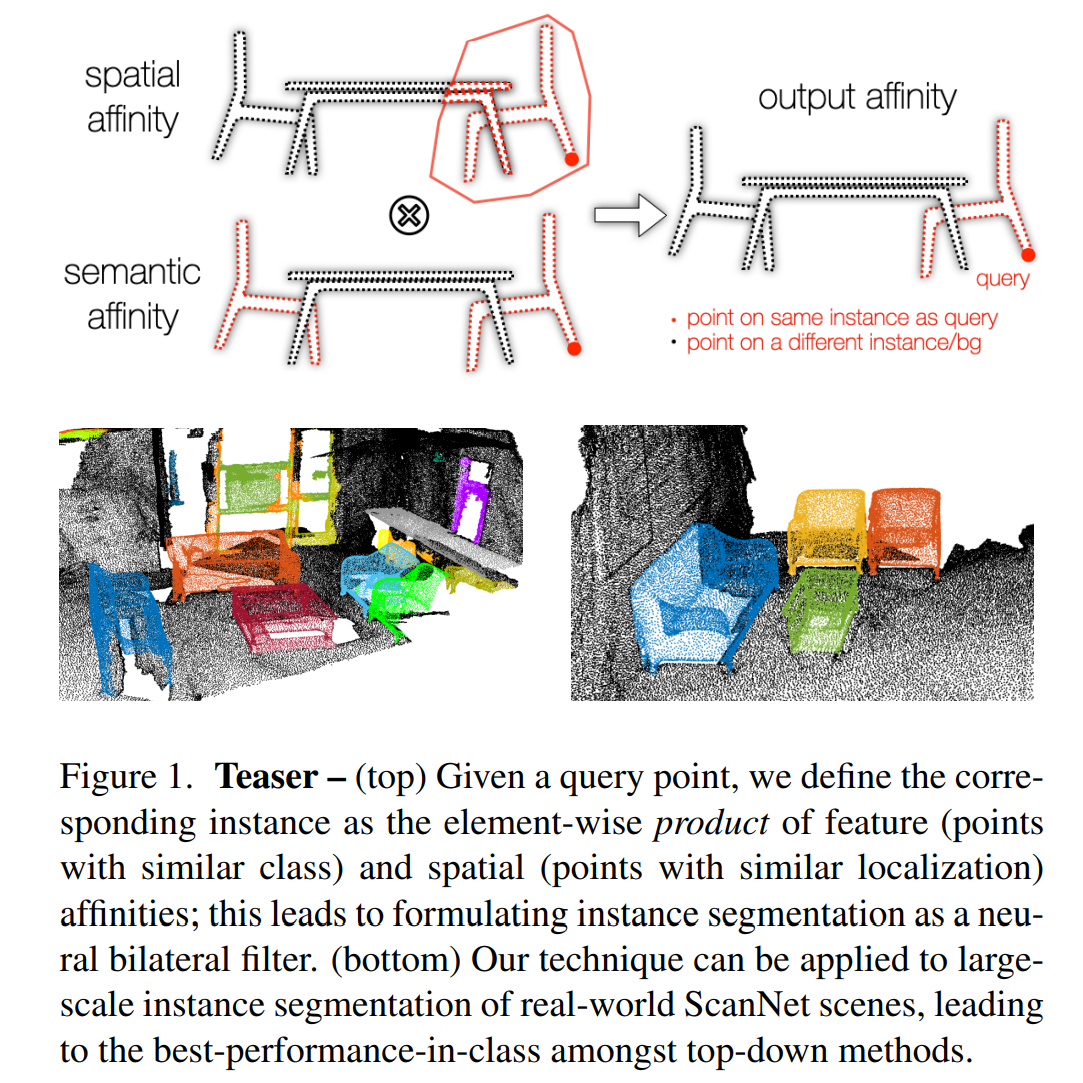 spatial
affinity
output affinity
semantic
affinity
query
point on same instance as query
point on a different instance/bg
Figure 1. Teaser – (top) Given a query point, we define the corre-
sponding instance as the element-wise product of feature (points
with similar class) and spatial (points with similar localization)
affinities; this leads to formulating instance segmentation as a neu-
ral bilateral filter. (bottom) Our technique can be applied to large-
scale instance segmentation of real-world ScanNet scenes, leading
to the best-performance-in-class amongst top-down methods.